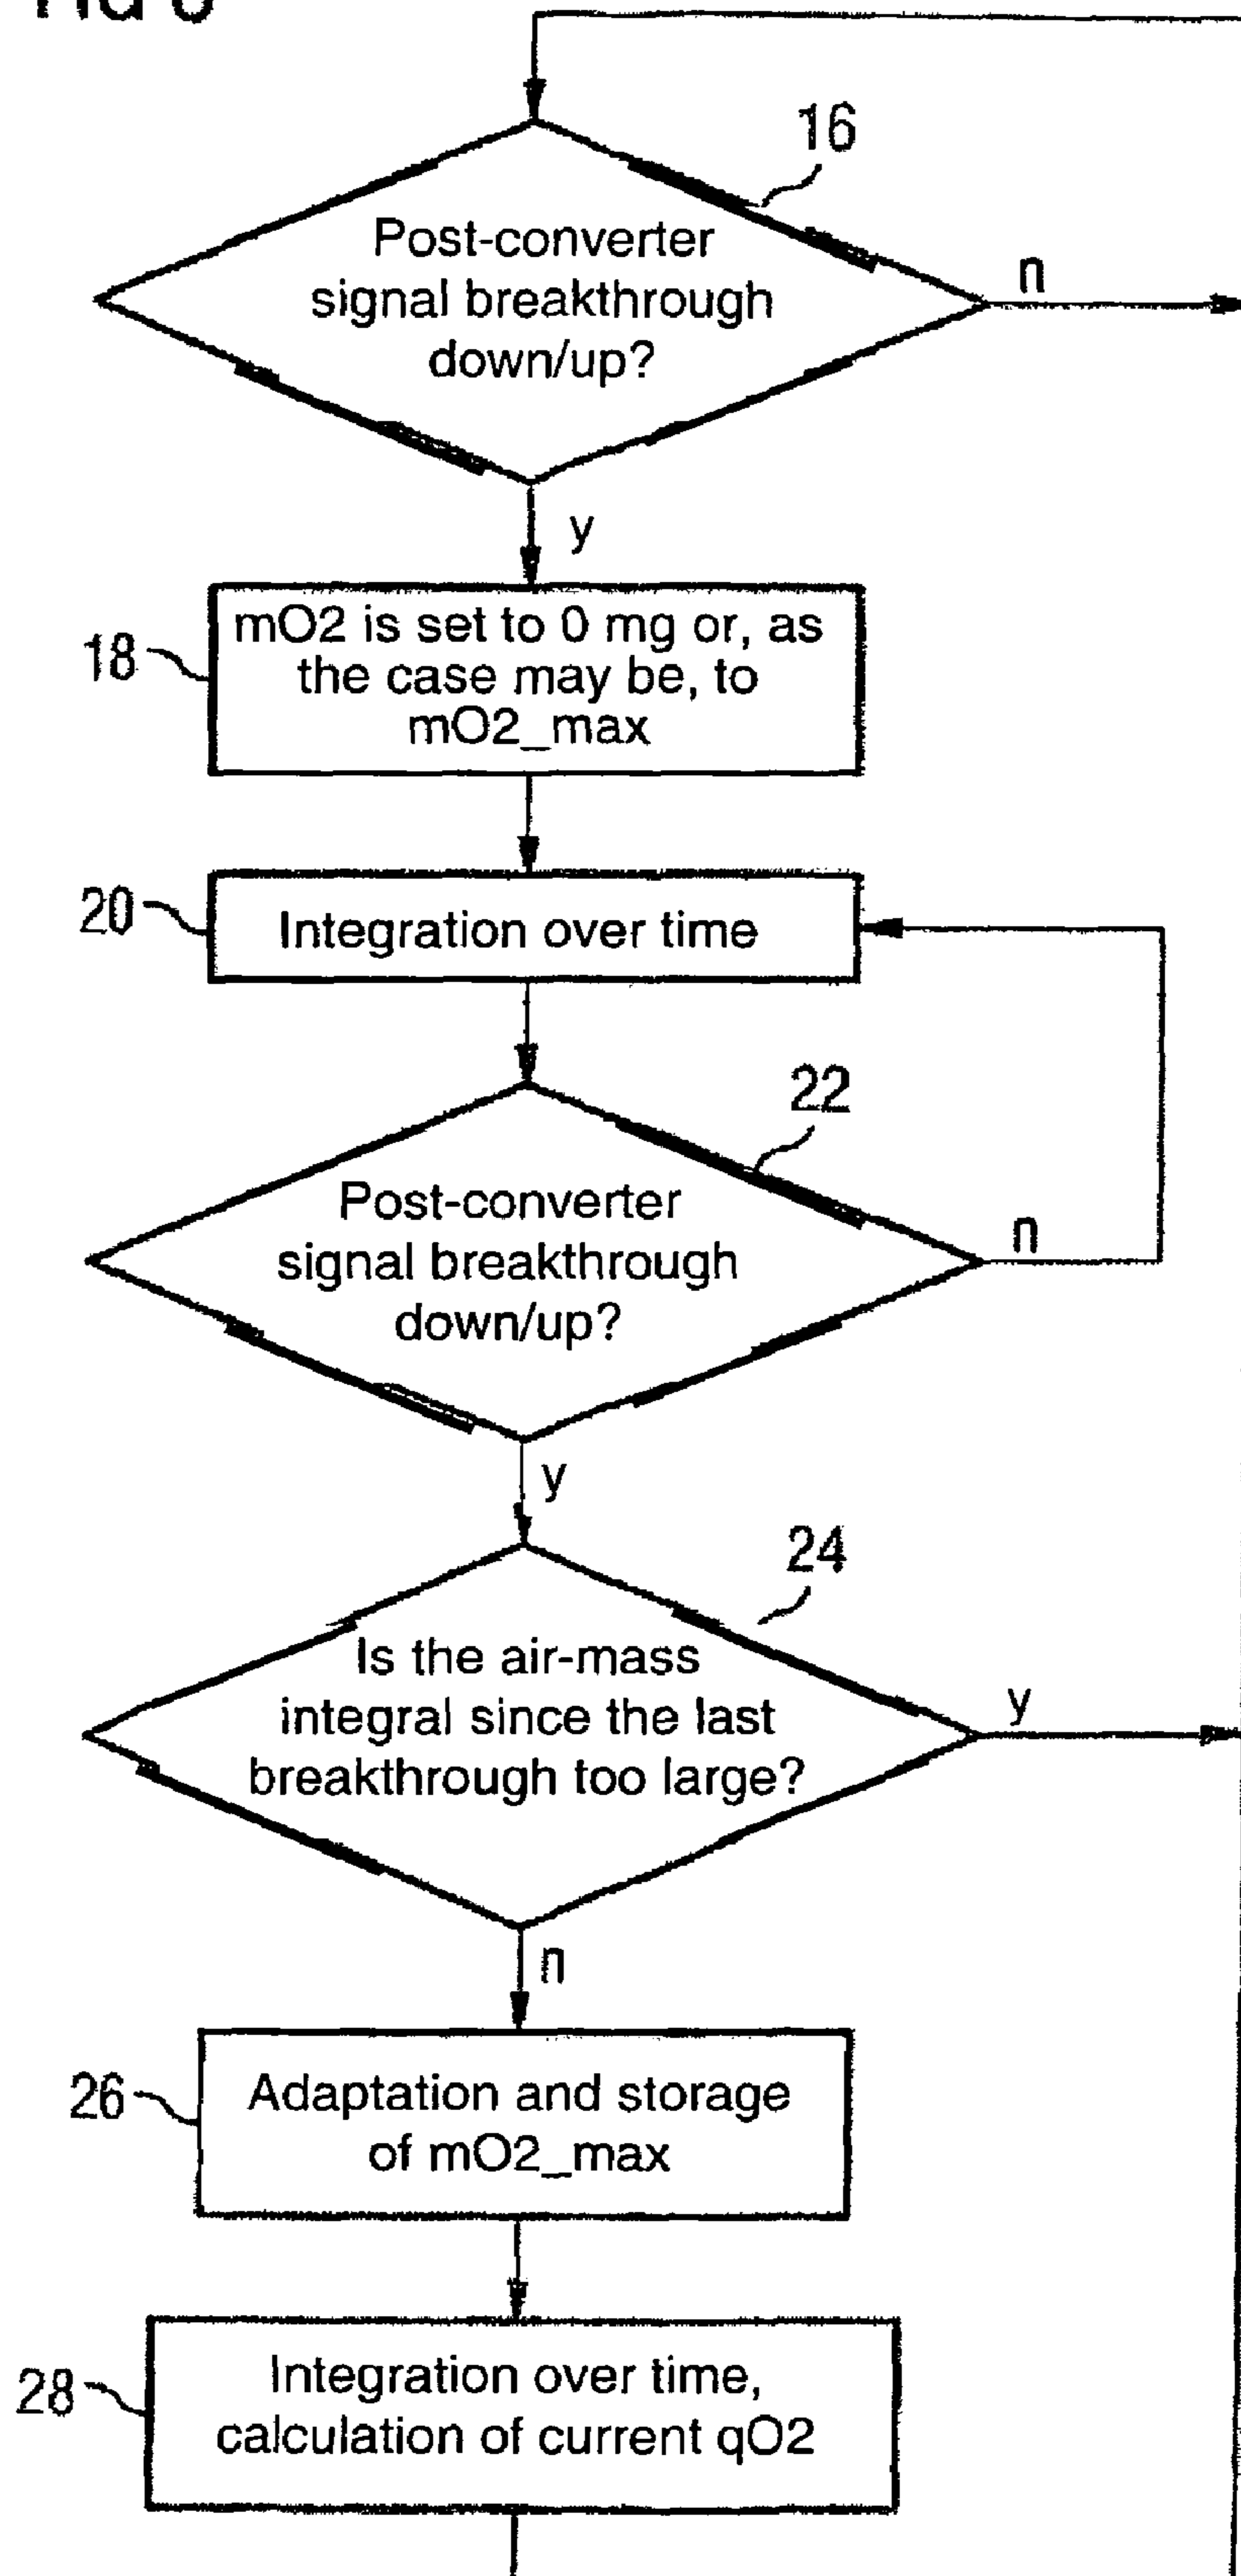 16
Post-converter
signal breakthrough
down/up?
n
y
18
mO2 is set to 0 mg or, as
the case may be, to
mO2_max
20
Integration over time
22
Post-converter
signal breakthrough
down/up?
n
y
24
Is the air-mass
integral since the last
breakthrough too large?
y
n
26
Adaptation and storage
of mO2_max
28
Integration over time,
calculation of current qO2